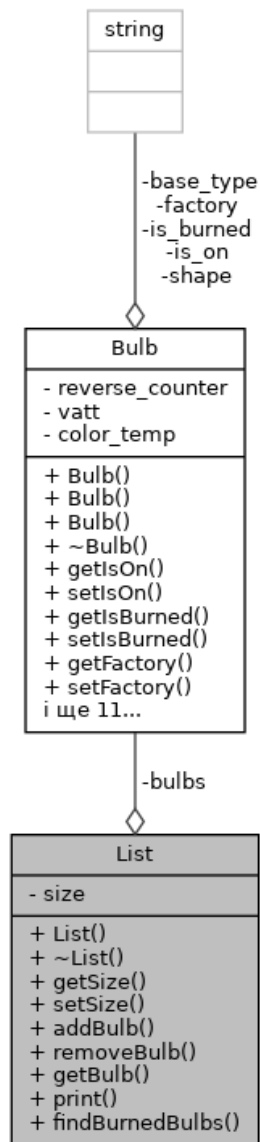 string
-base_type
-factory
-is_burned
-is_on
-shape
Bulb
- reverse_counter
- vatt
- color_temp
+ Bulb()
+ Bulb()
+ Bulb()
+ ~Bulb()
+ getIsOn()
+ setIsOn()
+ getIsBurned()
+ setIsBurned()
+ getFactory()
+ setFactory()
і ще 11...
-bulbs
List
- size
+ List()
+ ~List()
+ getSize()
+ setSize()
+ addBulb()
+ removeBulb()
+ getBulb()
+ print()
+ findBurnedBulbs()